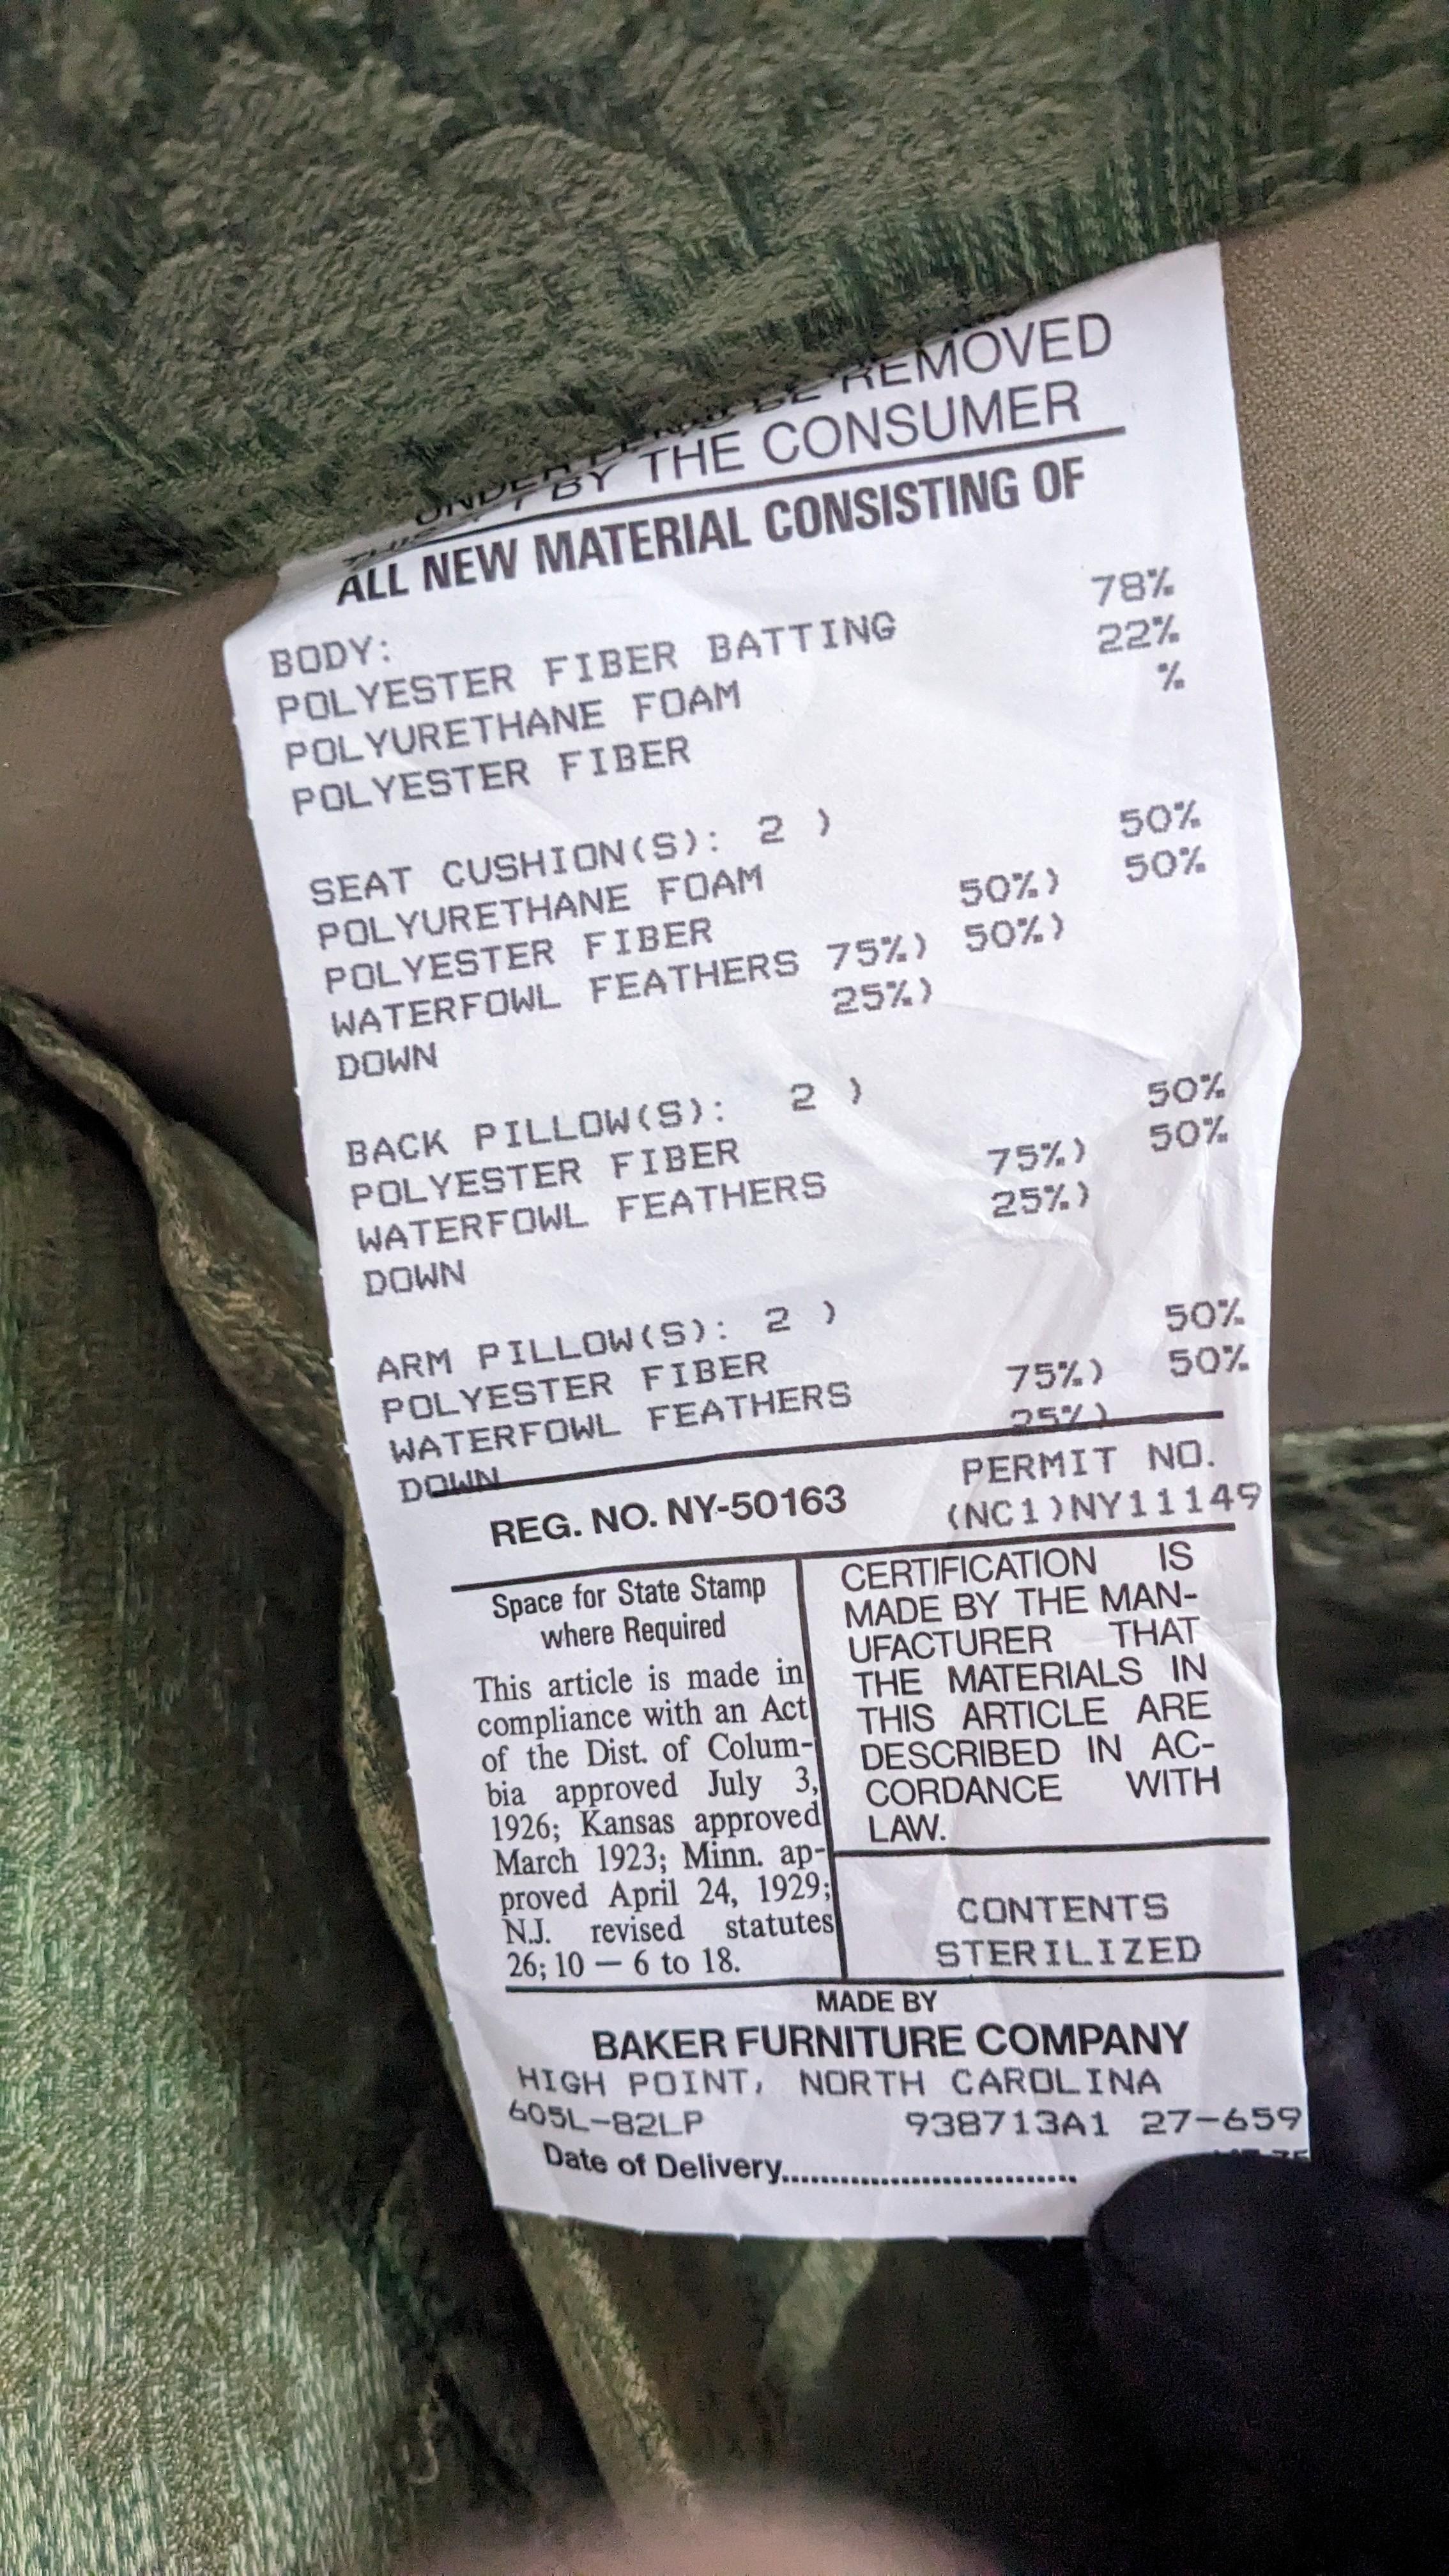 UNDER PENALTY BE REMOVED
THIS BY THE CONSUMER
ALL NEW MATERIAL CONSISTING OF
BODY:
POLYESTER FIBER BATTING 78%
POLYURETHANE FOAM 22%
POLYESTER FIBER %
SEAT CUSHION(S): 2 )
POLYURETHANE FOAM 50%
POLYESTER FIBER 50%) 50%
WATERFOWL FEATHERS 75%) 50%)
DOWN 25%)
BACK PILLOW(S): 2 )
POLYESTER FIBER 50%
WATERFOWL FEATHERS 75%) 50%
DOWN 25%)
ARM PILLOW(S): 2 )
POLYESTER FIBER 50%
WATERFOWL FEATHERS 75%) 50%
DOWN 25%)
REG. NO. NY-50163
PERMIT NO.
(NC1)NY11149
Space for State Stamp
where Required
This article is made in
compliance with an Act
of the Dist. of Colum-
bia approved July 3,
1926; Kansas approved
March 1923; Minn. ap-
proved April 24, 1929;
N.J. revised statutes
26; 10 — 6 to 18.
CERTIFICATION IS
MADE BY THE MAN-
UFACTURER THAT
THE MATERIALS IN
THIS ARTICLE ARE
DESCRIBED IN AC-
CORDANCE WITH
LAW.
CONTENTS
STERILIZED
MADE BY
BAKER FURNITURE COMPANY
HIGH POINT, NORTH CAROLINA
605L-82LP 938713A1 27-659
Date of Delivery..............................